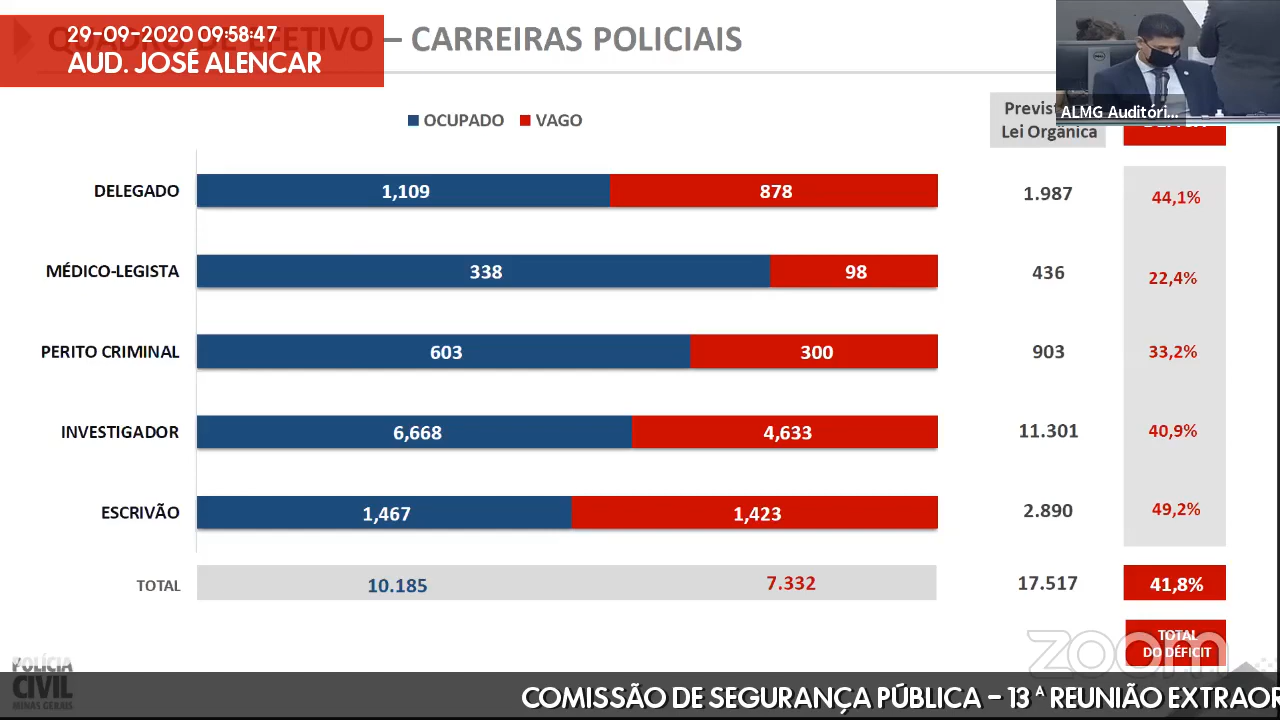 29-09-2020 09:58:47
AUD. JOSÉ ALENCAR
QUADRO DE EFETIVO – CARREIRAS POLICIAIS
ALMG Auditóri...
OCUPADO VAGO
Lei Orgânica
DELEGADO 1,109 878 1.987 44,1%
MÉDICO-LEGISTA 338 98 436 22,4%
PERITO CRIMINAL 603 300 903 33,2%
INVESTIGADOR 6,668 4,633 11.301 40,9%
ESCRIVÃO 1,467 1,423 2.890 49,2%
TOTAL 10.185 7.332 17.517 41,8%
TOTAL
DO DÉFICIT
zoom
POLÍCIA
CIVIL
MINAS GERAIS
COMISSÃO DE SEGURANÇA PÚBLICA – 13ª REUNIÃO EXTRAOR